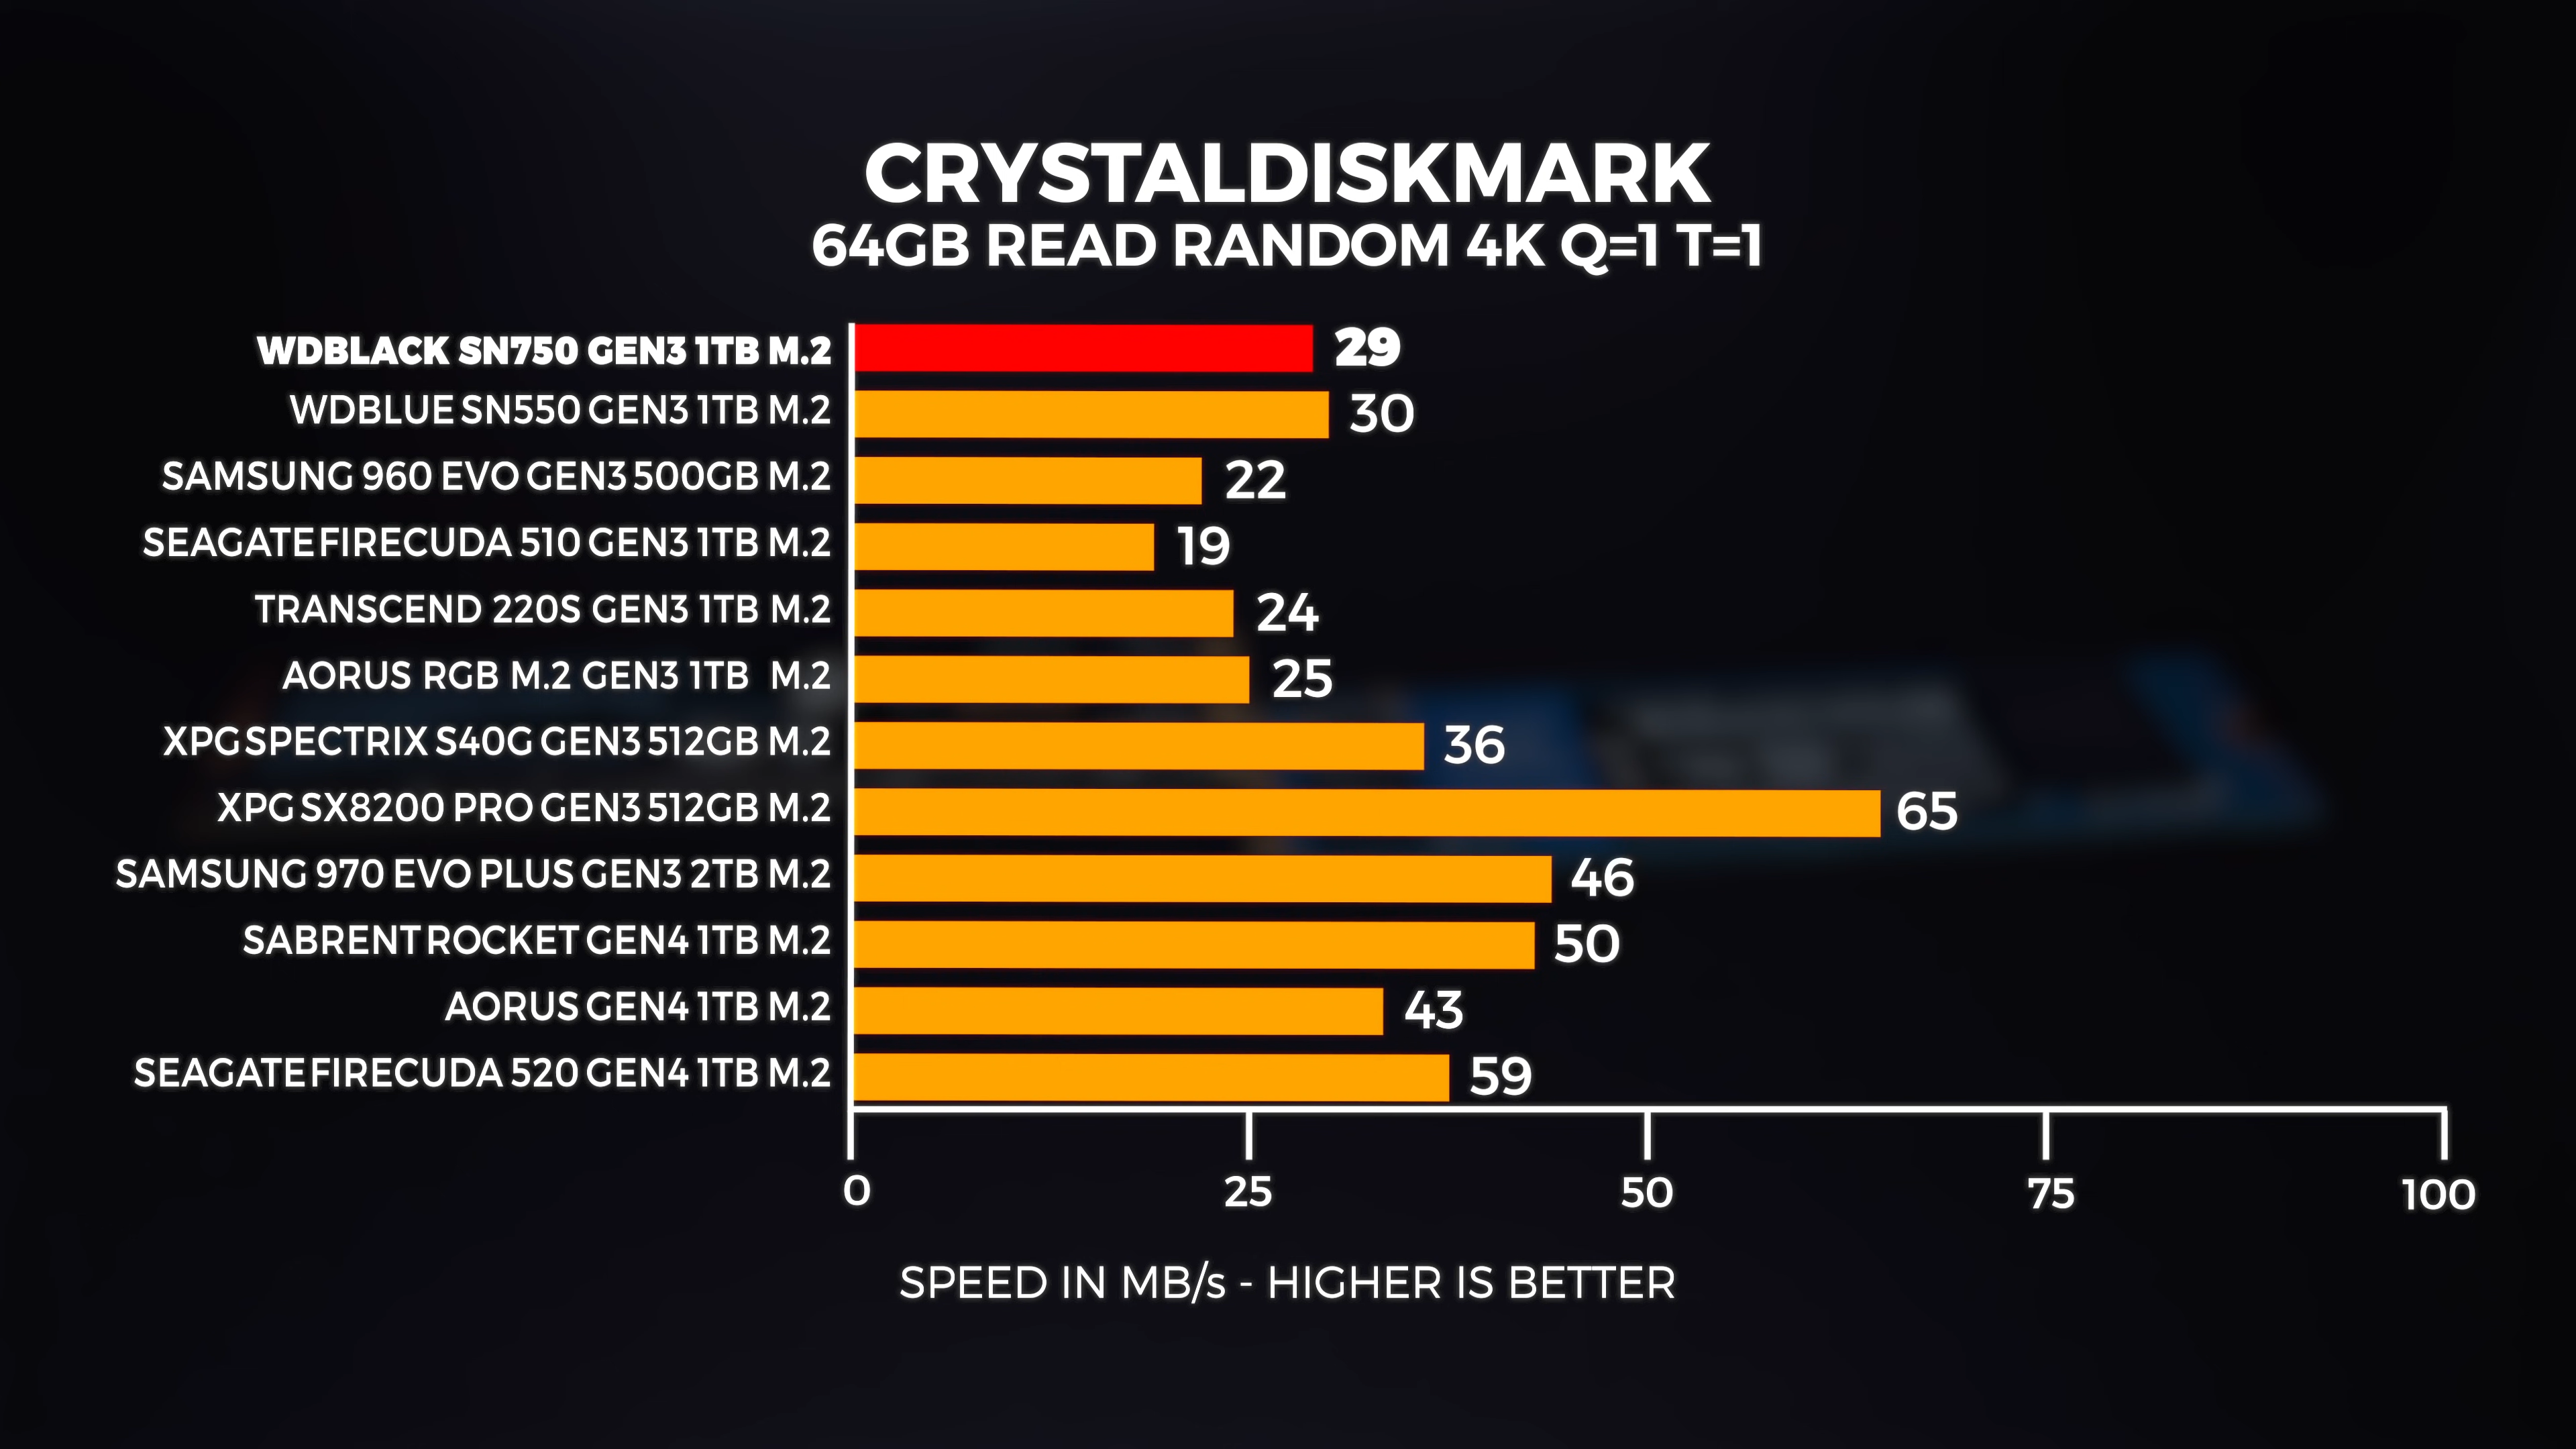 CRYSTALDISKMARK
64GB READ RANDOM 4K Q=1 T=1
WDBLACK SN750 GEN3 1TB M.2 29
WDBLUE SN550 GEN3 1TB M.2 30
SAMSUNG 960 EVO GEN3 500GB M.2 22
SEAGATE FIRECUDA 510 GEN3 1TB M.2 19
TRANSCEND 220S GEN3 1TB M.2 24
AORUS RGB M.2 GEN3 1TB M.2 25
XPG SPECTRIX S40G GEN3 512GB M.2 36
XPG SX8200 PRO GEN3 512GB M.2 65
SAMSUNG 970 EVO PLUS GEN3 2TB M.2 46
SABRENT ROCKET GEN4 1TB M.2 50
AORUS GEN4 1TB M.2 43
SEAGATE FIRECUDA 520 GEN4 1TB M.2 59
0 25 50 75 100
SPEED IN MB/s - HIGHER IS BETTER